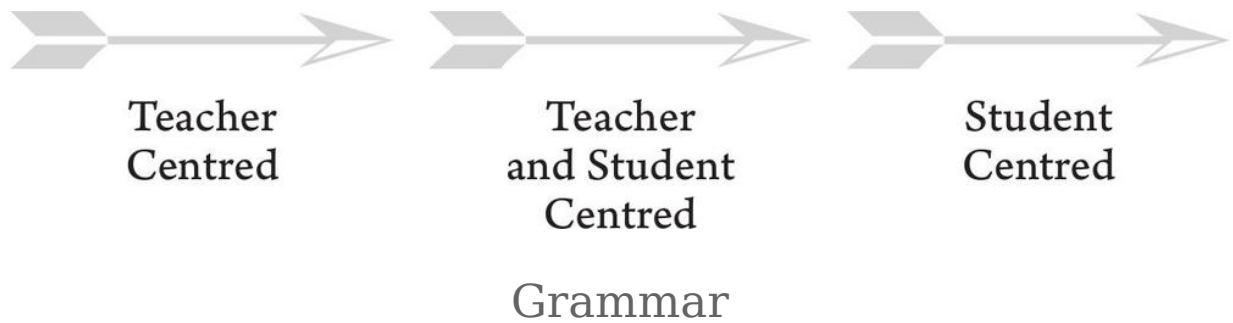 Teacher
Centred
Teacher
and Student
Centred
Student
Centred
Grammar